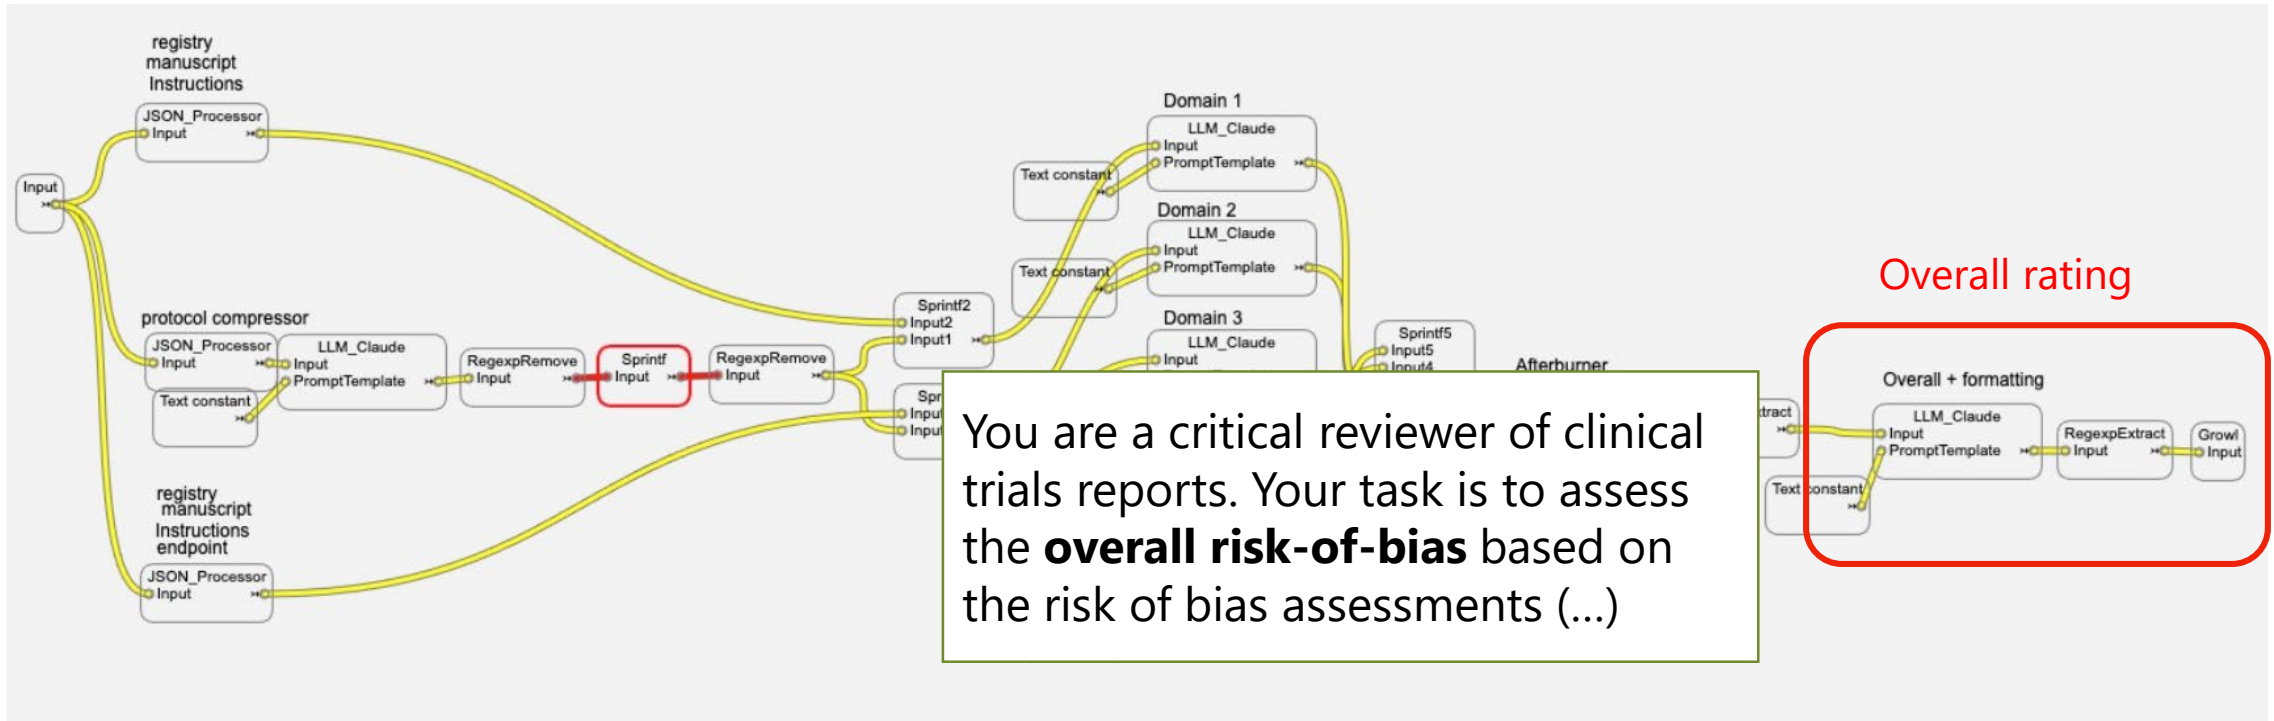 registry
manuscript
Instructions
JSON_Processor
Input
Input
protocol compressor
JSON_Processor
Input
Text constant
LLM_Claude
Input
PromptTemplate
RegexpRemove
Input
Sprintf
Input
RegexpRemove
Input
registry
manuscript
Instructions
endpoint
JSON_Processor
Input
Sprintf2
Input2
Input1
Text constant
Text constant
Domain 1
LLM_Claude
Input
PromptTemplate
Domain 2
LLM_Claude
Input
PromptTemplate
Domain 3
LLM_Claude
Input
Sprintf5
Input5
Input4
Afterburner
You are a critical reviewer of clinical
trials reports. Your task is to assess
the overall risk-of-bias based on
the risk of bias assessments (...)
Overall rating
Overall + formatting
Text constant
LLM_Claude
Input
PromptTemplate
RegexpExtract
Input
Growl
Input